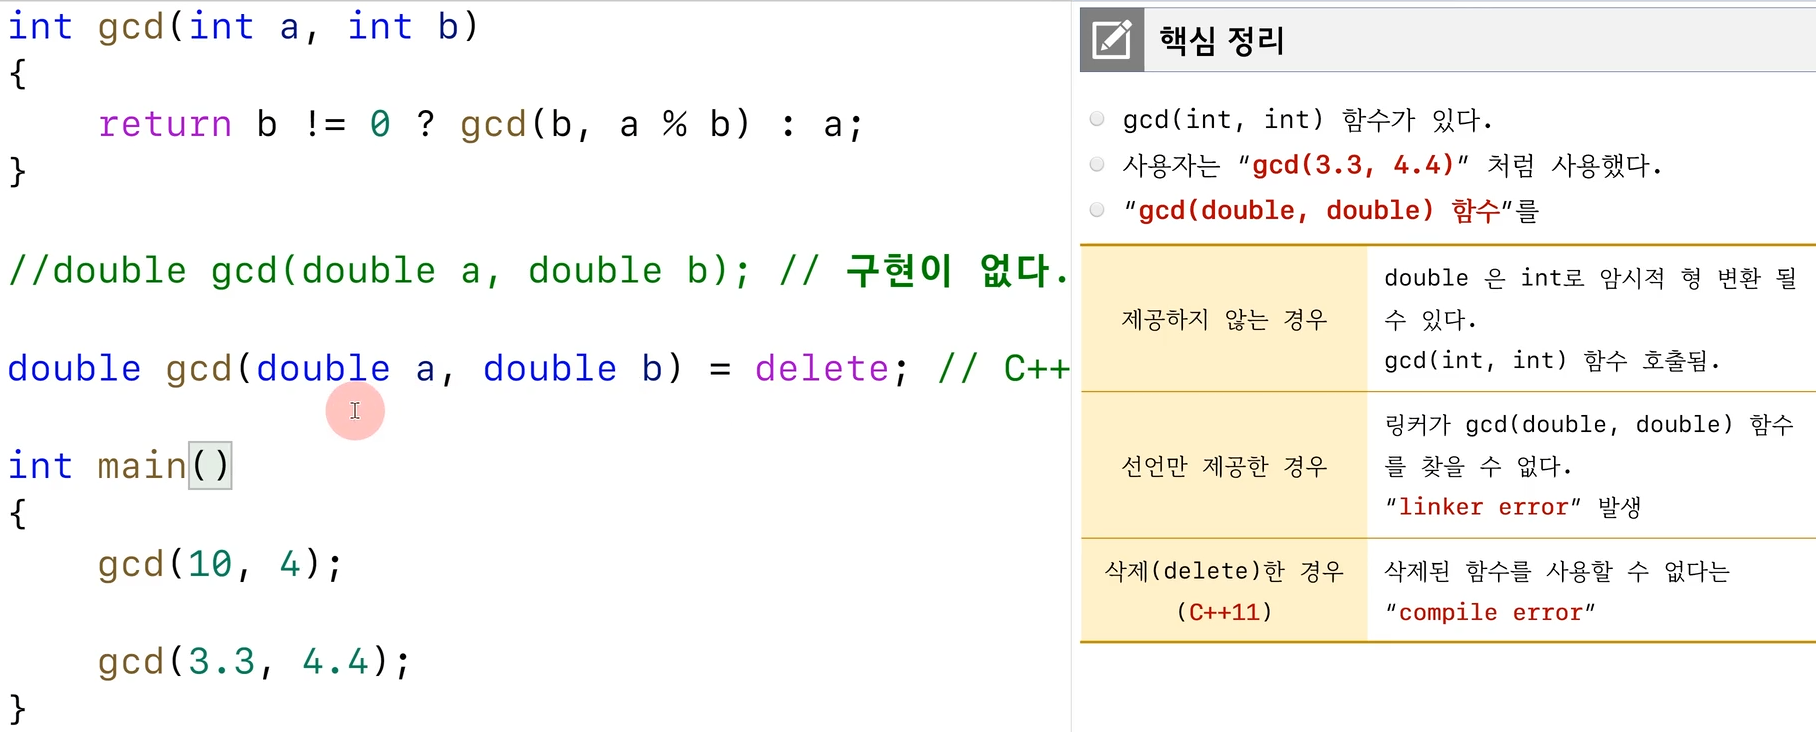 int gcd(int a, int b)
{
    return b != 0 ? gcd(b, a % b) : a;
}
//double gcd(double a, double b); // 구현이 없다.
double gcd(double a, double b) = delete; // C++
int main()
{
    gcd(10, 4);
    gcd(3.3, 4.4);
}
핵심 정리
gcd(int, int) 함수가 있다.
사용자는 “gcd(3.3, 4.4)” 처럼 사용했다.
“gcd(double, double) 함수”를
제공하지 않는 경우
double 은 int로 암시적 형 변환 될
수 있다.
gcd(int, int) 함수 호출됨.
선언만 제공한 경우
링커가 gcd(double, double) 함수
를 찾을 수 없다.
“linker error” 발생
삭제(delete)한 경우
(C++11)
삭제된 함수를 사용할 수 없다는
“compile error”